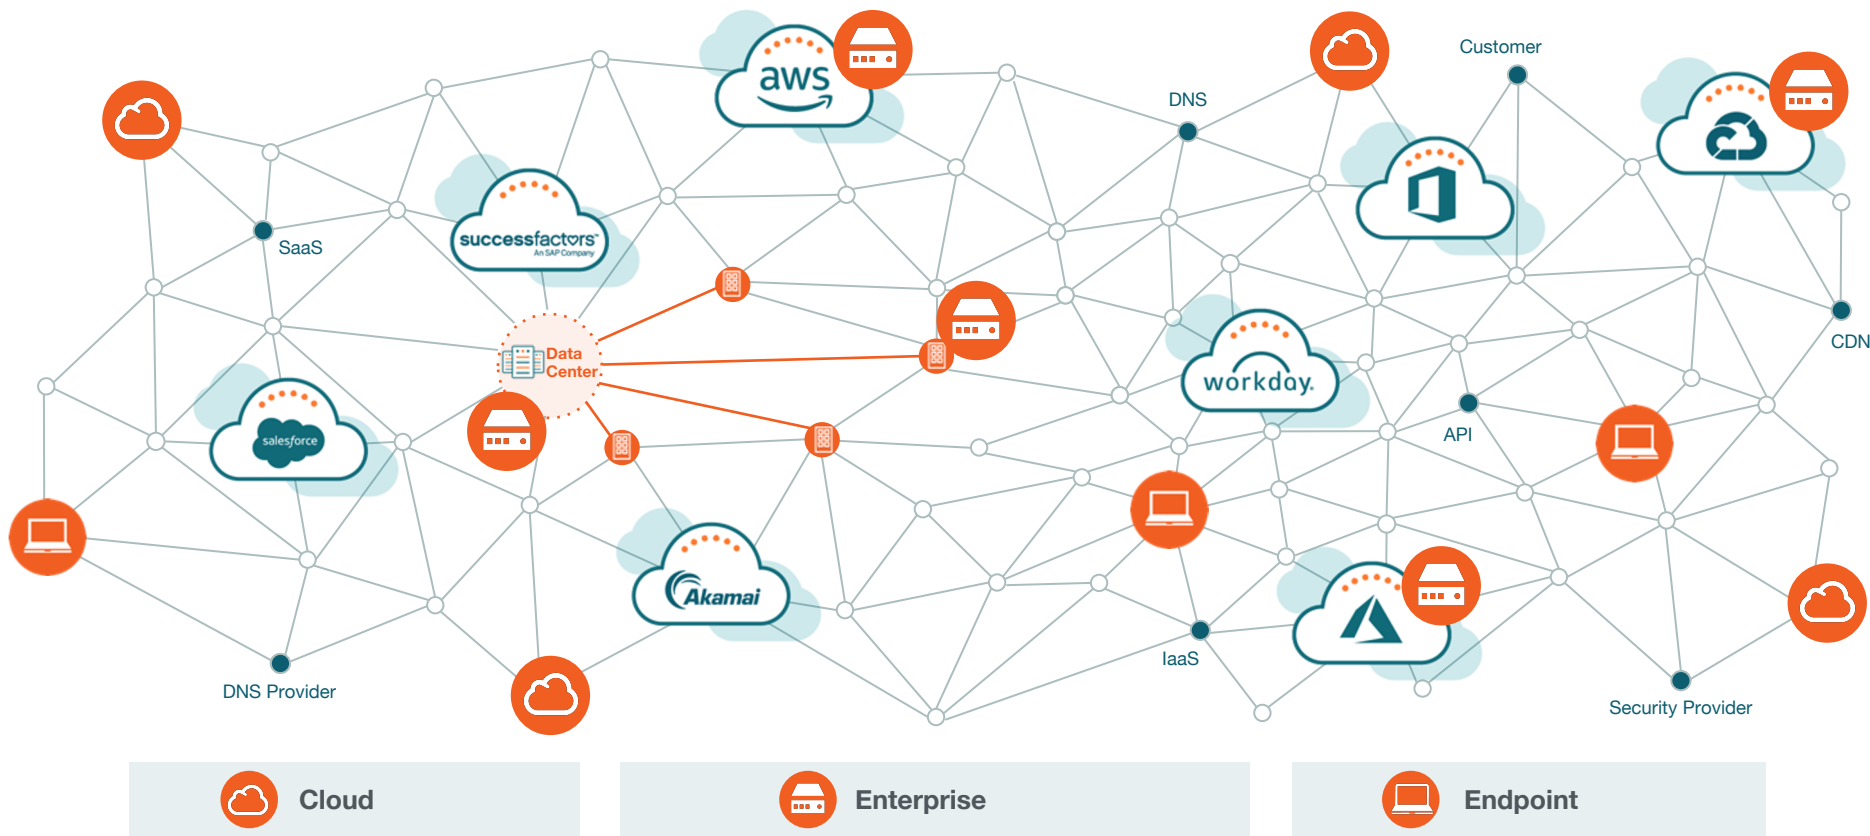 Customer
aws
DNS
successfactors™
An SAP Company
SaaS
Data
Center
CDN
workday.
salesforce
API
Akamai
IaaS
DNS Provider
Security Provider
Cloud
Enterprise
Endpoint